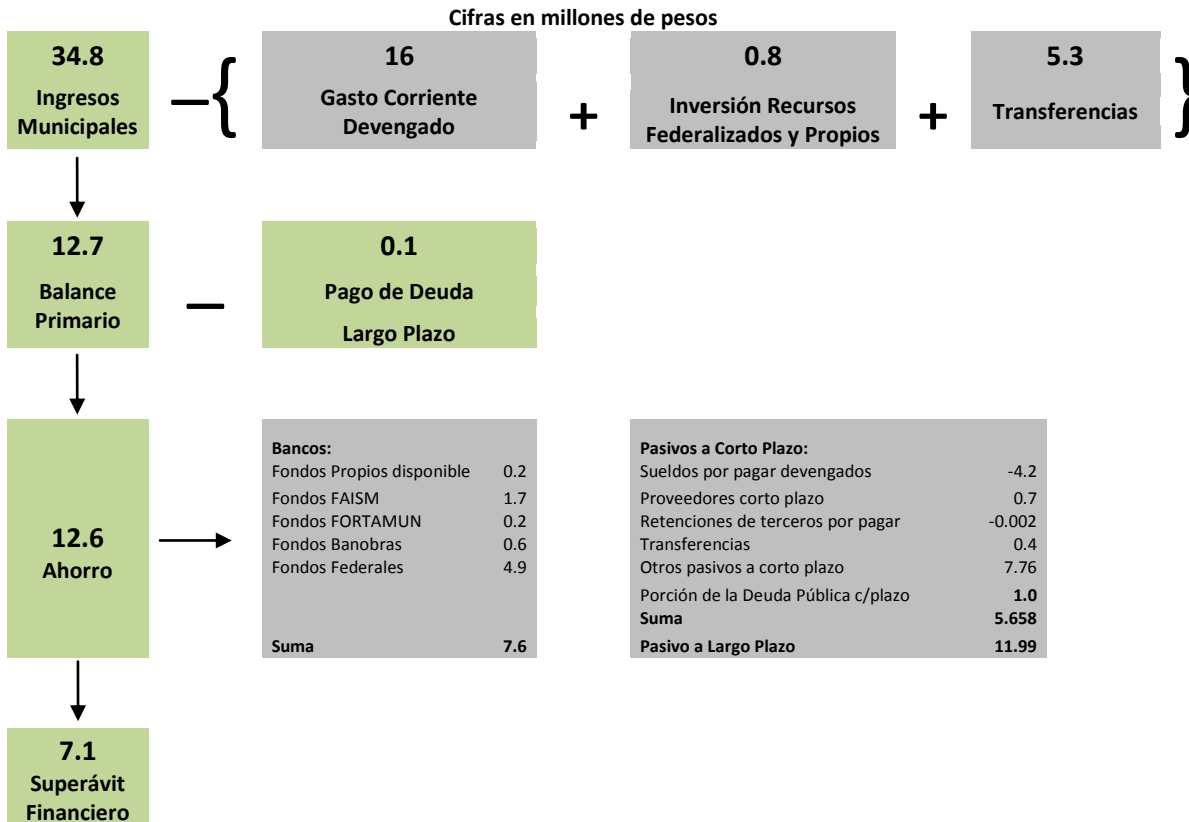 Cifras en millones de pesos
34.8
Ingresos
Municipales
–{
16
Gasto Corriente
Devengado
+
0.8
Inversión Recursos
Federalizados y Propios
+
5.3
Transferencias
}
12.7
Balance
Primario
–
0.1
Pago de Deuda
Largo Plazo
12.6
Ahorro
Bancos:
Fondos Propios disponible 0.2
Fondos FAISM 1.7
Fondos FORTAMUN 0.2
Fondos Banobras 0.6
Fondos Federales 4.9
Suma 7.6
Pasivos a Corto Plazo:
Sueldos por pagar devengados -4.2
Proveedores corto plazo 0.7
Retenciones de terceros por pagar -0.002
Transferencias 0.4
Otros pasivos a corto plazo 7.76
Porción de la Deuda Pública c/plazo 1.0
Suma 5.658
Pasivo a Largo Plazo 11.99
7.1
Superávit
Financiero